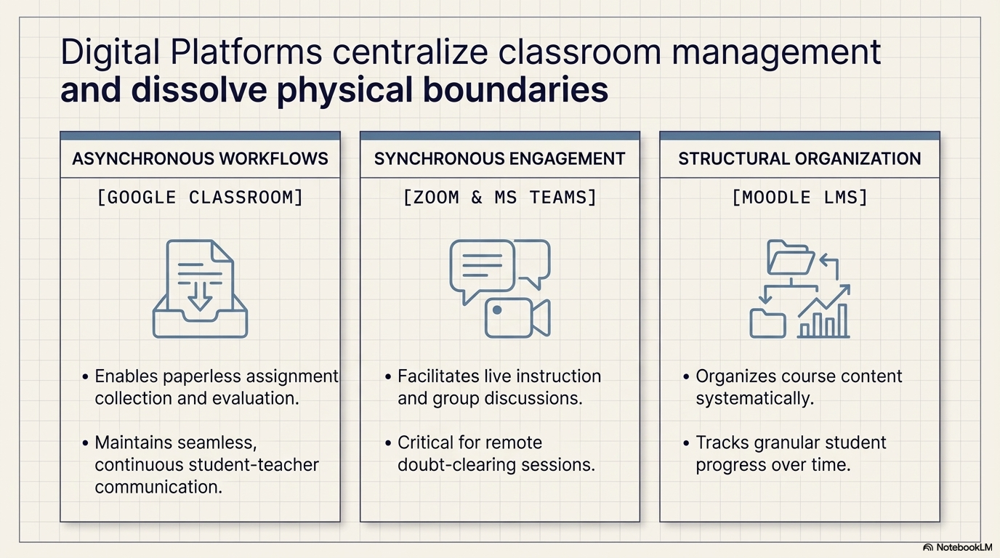 Digital Platforms centralize classroom management
and dissolve physical boundaries
ASYNCHRONOUS WORKFLOWS
[GOOGLE CLASSROOM]
• Enables paperless assignment
collection and evaluation.
• Maintains seamless,
continuous student-teacher
communication.
SYNCHRONOUS ENGAGEMENT
[ZOOM & MS TEAMS]
• Facilitates live instruction
and group discussions.
• Critical for remote
doubt-clearing sessions.
STRUCTURAL ORGANIZATION
[MOODLE LMS]
• Organizes course content
systematically.
• Tracks granular student
progress over time.
NotebookLM